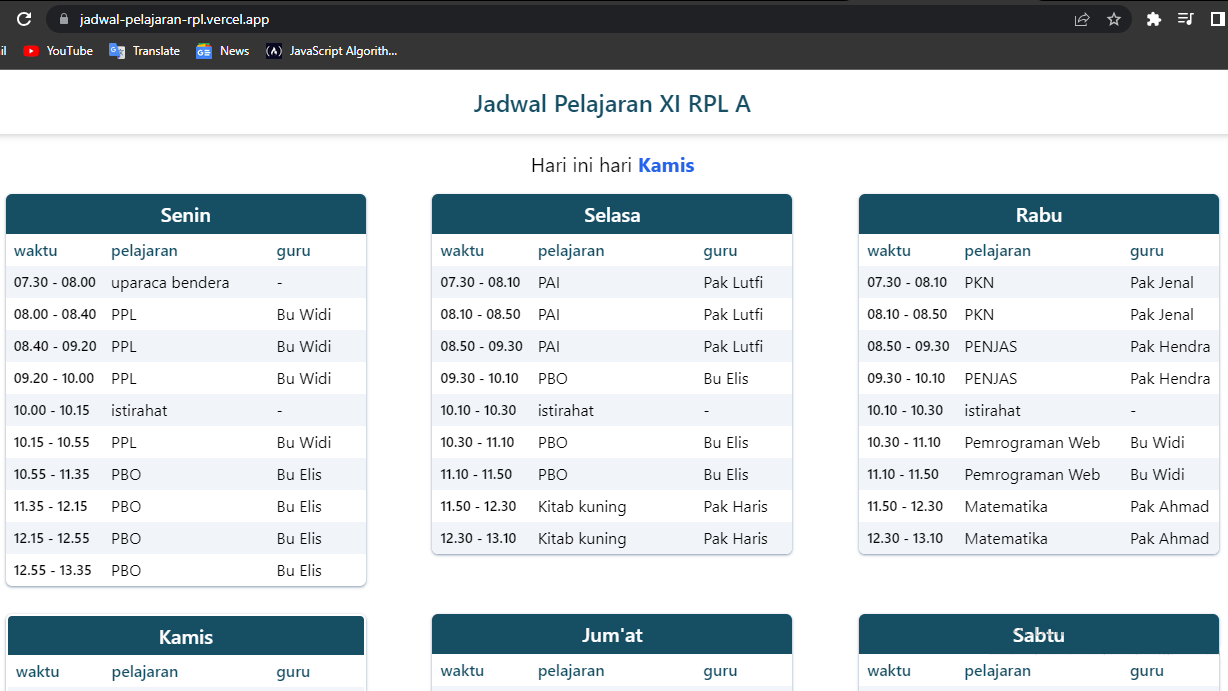 jadwal-pelajaran-rpl.vercel.app
il YouTube Translate News JavaScript Algorith...
Jadwal Pelajaran XI RPL A
Hari ini hari Kamis
Senin
waktu pelajaran guru
07.30 - 08.00 uparaca bendera -
08.00 - 08.40 PPL Bu Widi
08.40 - 09.20 PPL Bu Widi
09.20 - 10.00 PPL Bu Widi
10.00 - 10.15 istirahat -
10.15 - 10.55 PPL Bu Widi
10.55 - 11.35 PBO Bu Elis
11.35 - 12.15 PBO Bu Elis
12.15 - 12.55 PBO Bu Elis
12.55 - 13.35 PBO Bu Elis
Selasa
waktu pelajaran guru
07.30 - 08.10 PAI Pak Lutfi
08.10 - 08.50 PAI Pak Lutfi
08.50 - 09.30 PAI Pak Lutfi
09.30 - 10.10 PBO Bu Elis
10.10 - 10.30 istirahat -
10.30 - 11.10 PBO Bu Elis
11.10 - 11.50 PBO Bu Elis
11.50 - 12.30 Kitab kuning Pak Haris
12.30 - 13.10 Kitab kuning Pak Haris
Rabu
waktu pelajaran guru
07.30 - 08.10 PKN Pak Jenal
08.10 - 08.50 PKN Pak Jenal
08.50 - 09.30 PENJAS Pak Hendra
09.30 - 10.10 PENJAS Pak Hendra
10.10 - 10.30 istirahat -
10.30 - 11.10 Pemrograman Web Bu Widi
11.10 - 11.50 Pemrograman Web Bu Widi
11.50 - 12.30 Matematika Pak Ahmad
12.30 - 13.10 Matematika Pak Ahmad
Kamis
waktu pelajaran guru
Jum'at
waktu pelajaran guru
Sabtu
waktu pelajaran guru